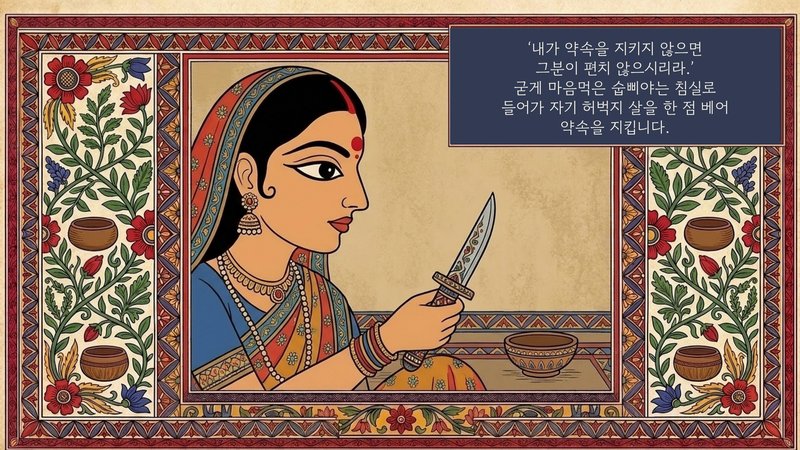 ‘내가 약속을 지키지 않으면
그분이 편치 않으시리라.’
굳게 마음먹은 숩삐야는 침실로
들어가 자기 허벅지 살을 한 점 베어
약속을 지킵니다.